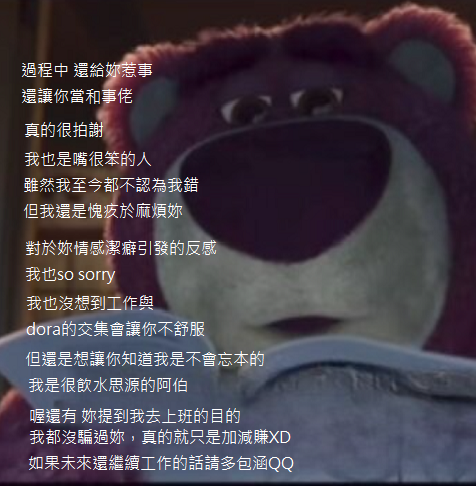 過程中 還給妳惹事
還讓你當和事佬
真的很拍謝
我也是嘴很笨的人
雖然我至今都不認為我錯
但我還是愧疚於麻煩妳
對於妳情感潔癖引發的反感
我也so sorry
我也沒想到工作與
dora的交集會讓你不舒服
但還是想讓你知道我是不會忘本的
我是很飲水思源的阿伯
喔還有 妳提到我去上班的目的
我都沒騙過妳，真的就只是加減賺XD
如果未來還繼續工作的話請多包涵QQ